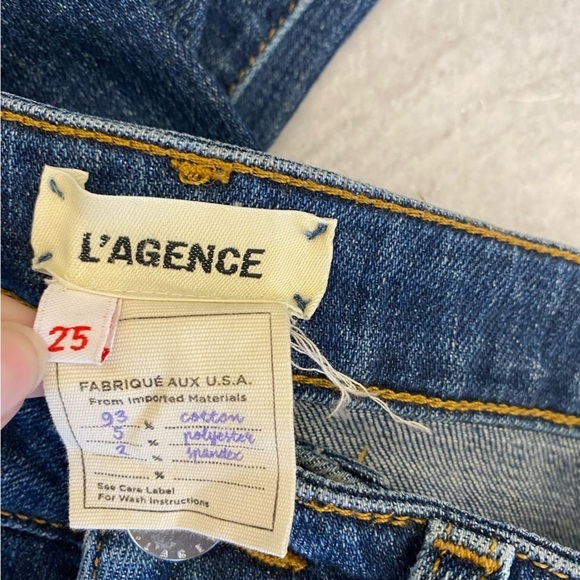 L'AGENCE
25
FABRIQUÉ AUX U.S.A.
From Imported Materials
93 % cotton
5 % polyester
2 % spandex
%
See Care Label
For Wash Instructions